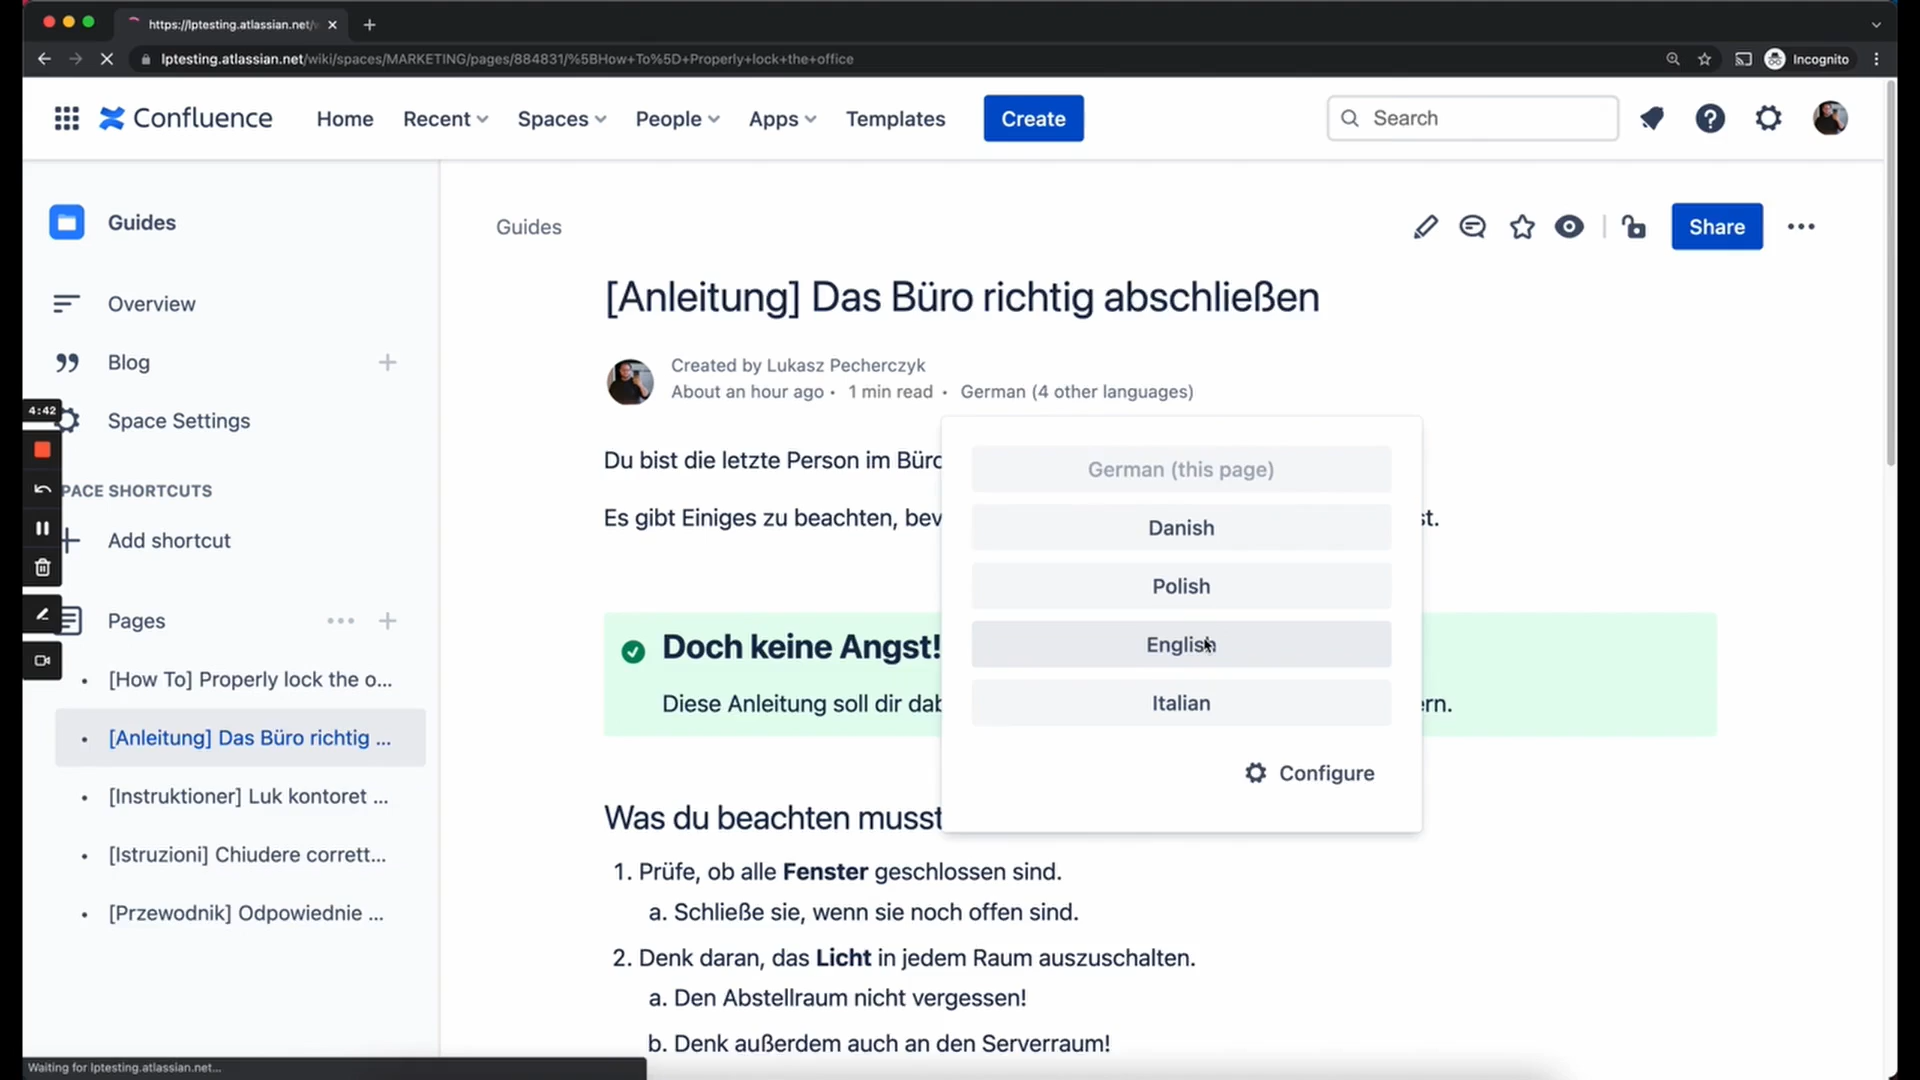 https://lptesting.atlassian.net/
lptesting.atlassian.net/wiki/spaces/MARKETING/pages/884831/%5BHow+To%5D+Properly+lock+the+office
Incognito
Confluence
Home
Recent
Spaces
People
Apps
Templates
Create
Search
Guides
Overview
Blog
4:42
Space Settings
PACE SHORTCUTS
Add shortcut
Pages
[How To] Properly lock the o...
[Anleitung] Das Büro richtig ...
[Instruktioner] Luk kontoret ...
[Istruzioni] Chiudere corrett...
[Przewodnik] Odpowiednie ...
Guides
Share
[Anleitung] Das Büro richtig abschließen
Created by Lukasz Pecherczyk
About an hour ago • 1 min read • German (4 other languages)
Du bist die letzte Person im Büro
Es gibt Einiges zu beachten, bev st.
Doch keine Angst!
Diese Anleitung soll dir dab ern.
German (this page)
Danish
Polish
English
Italian
Configure
Was du beachten musst
1. Prüfe, ob alle Fenster geschlossen sind.
a. Schließe sie, wenn sie noch offen sind.
2. Denk daran, das Licht in jedem Raum auszuschalten.
a. Den Abstellraum nicht vergessen!
b. Denk außerdem auch an den Serverraum!
Waiting for lptesting.atlassian.net...